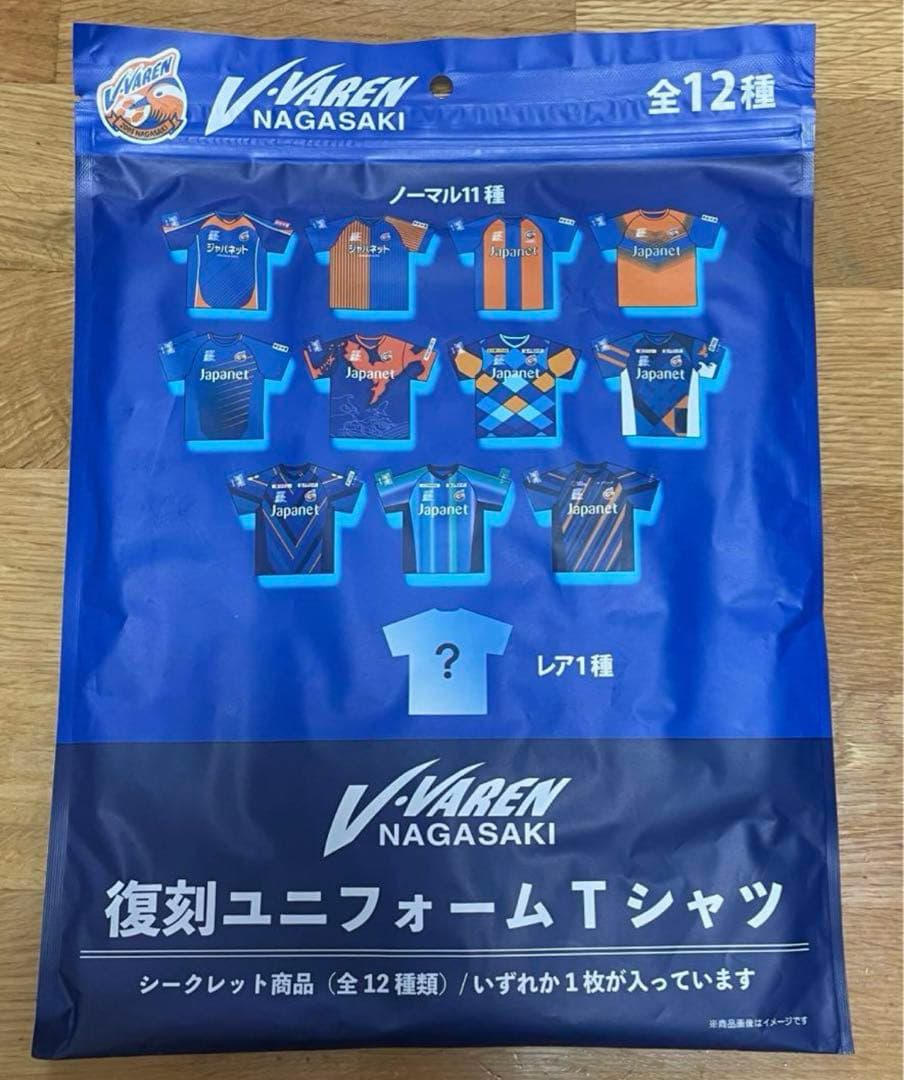 V・VAREN
2005 NAGASAKI
V・VAREN
NAGASAKI
全12種
ノーマル11種
ジャパネット
ジャパネット
Japanet
Japanet
Japanet
Japanet
Japanet
Japanet
Japanet
Japanet
Japanet
?
レア1種
V・VAREN
NAGASAKI
復刻ユニフォームTシャツ
シークレット商品（全12種類）/いずれか1枚が入っています
※商品画像はイメージです